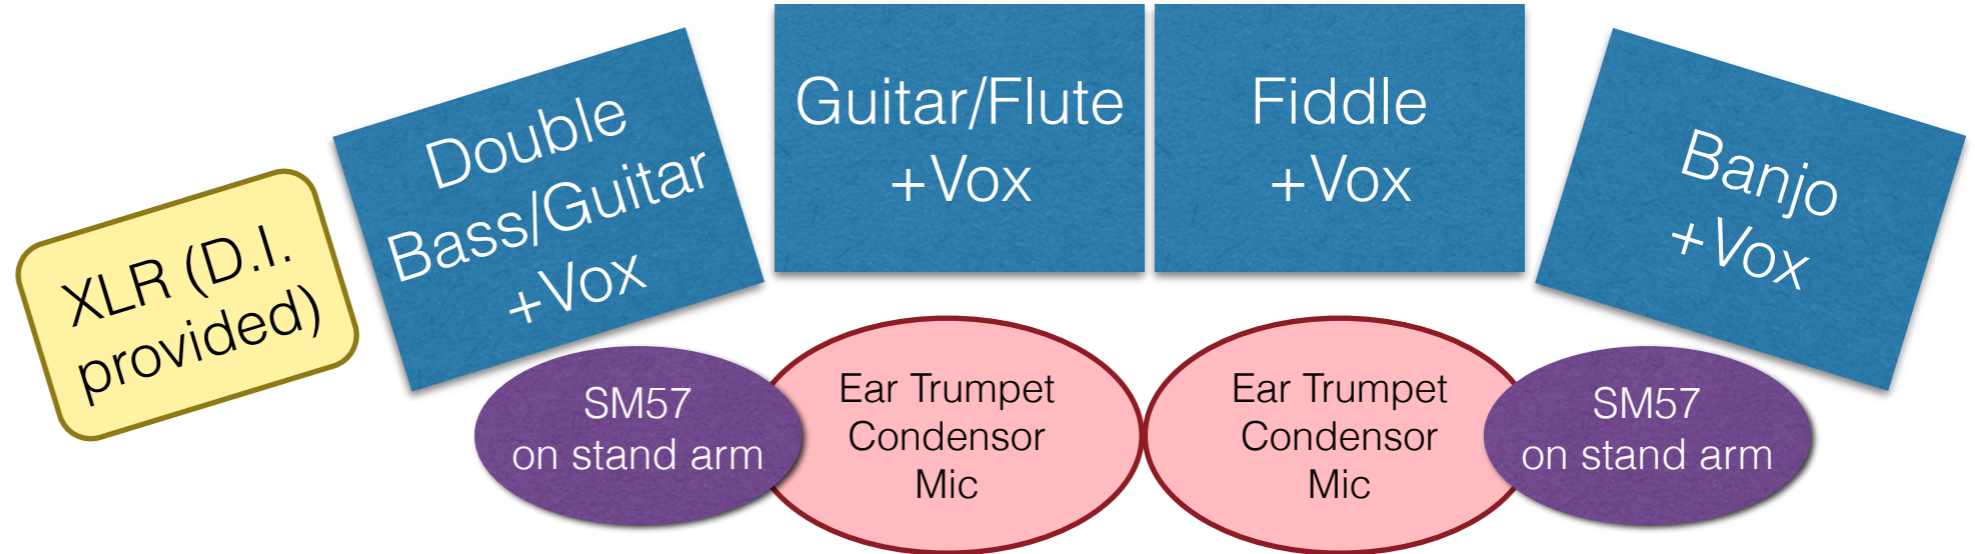 XLR (D.I.
provided)
Double
Bass/Guitar
+Vox
Guitar/Flute
+Vox
Fiddle
+Vox
Banjo
+Vox
SM57
on stand arm
Ear Trumpet
Condensor
Mic
Ear Trumpet
Condensor
Mic
SM57
on stand arm